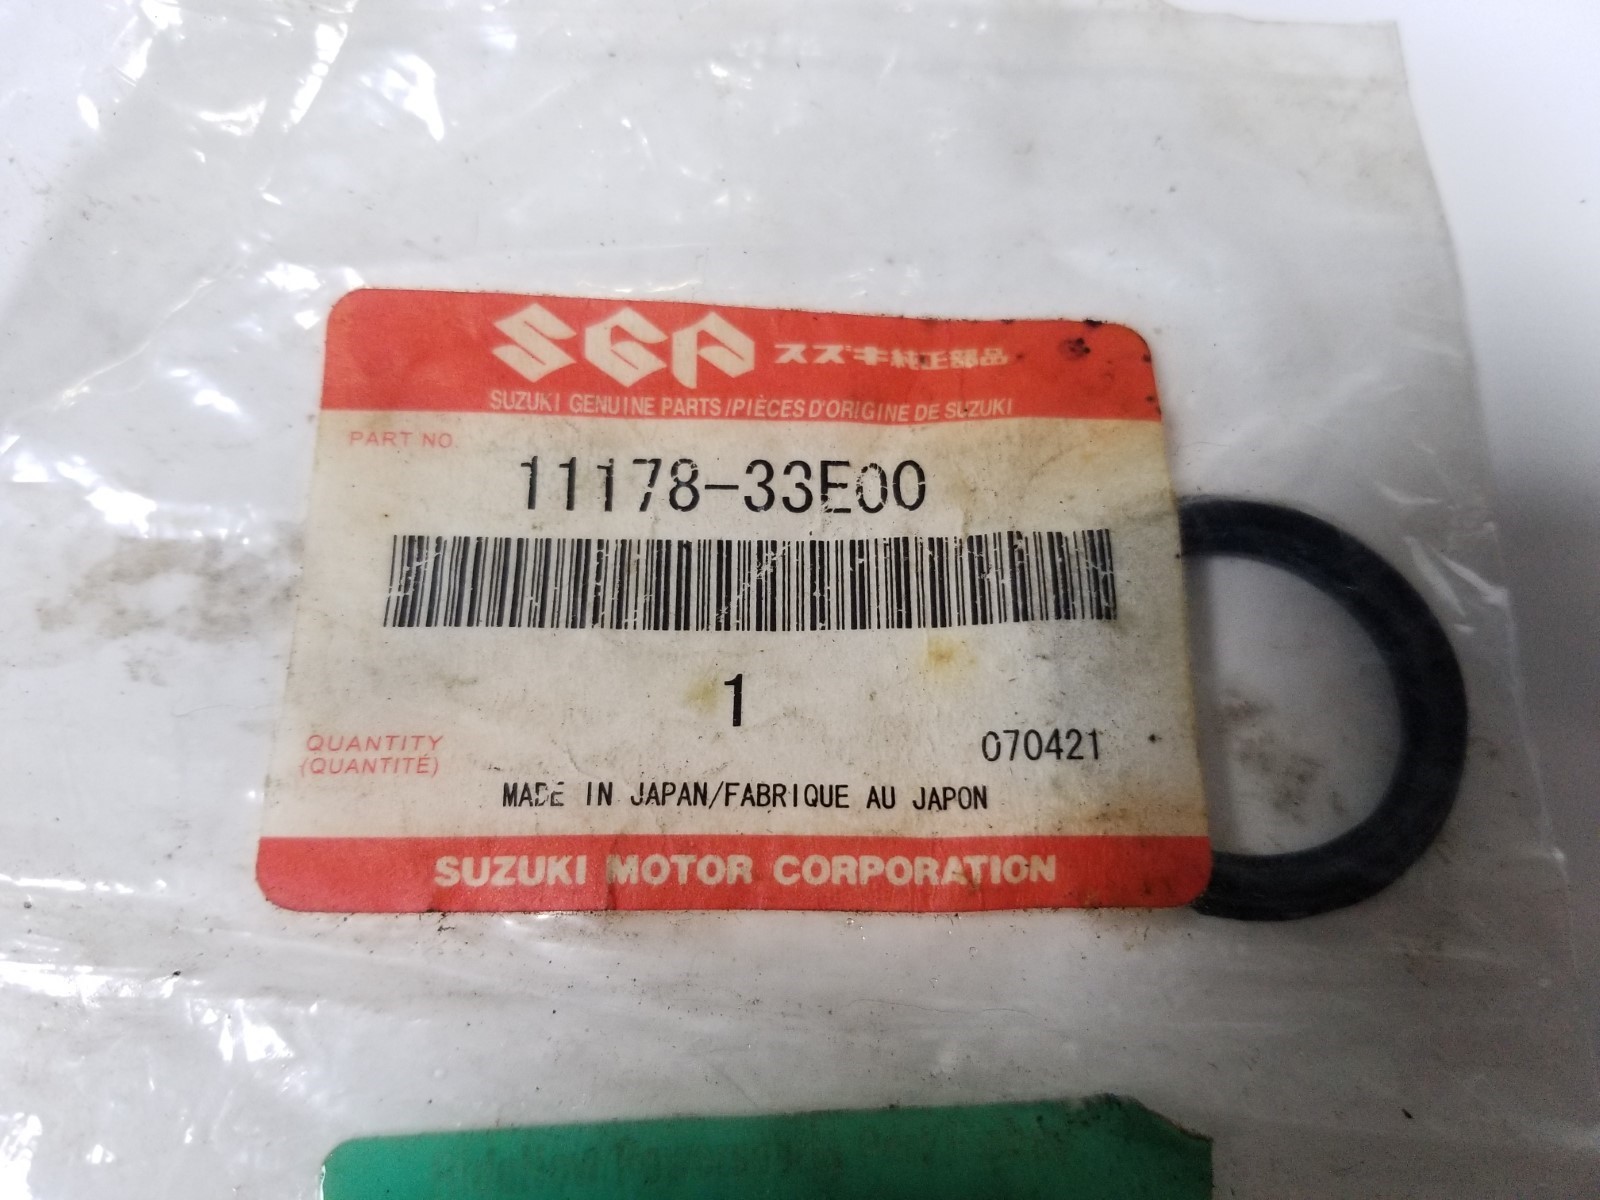 SGP スズキ純正部品
SUZUKI GENUINE PARTS/PIÈCES D'ORIGINE DE SUZUKI
PART NO.
11178-33E00
1
QUANTITY
(QUANTITÉ)
070421
MADE IN JAPAN/FABRIQUE AU JAPON
SUZUKI MOTOR CORPORATION